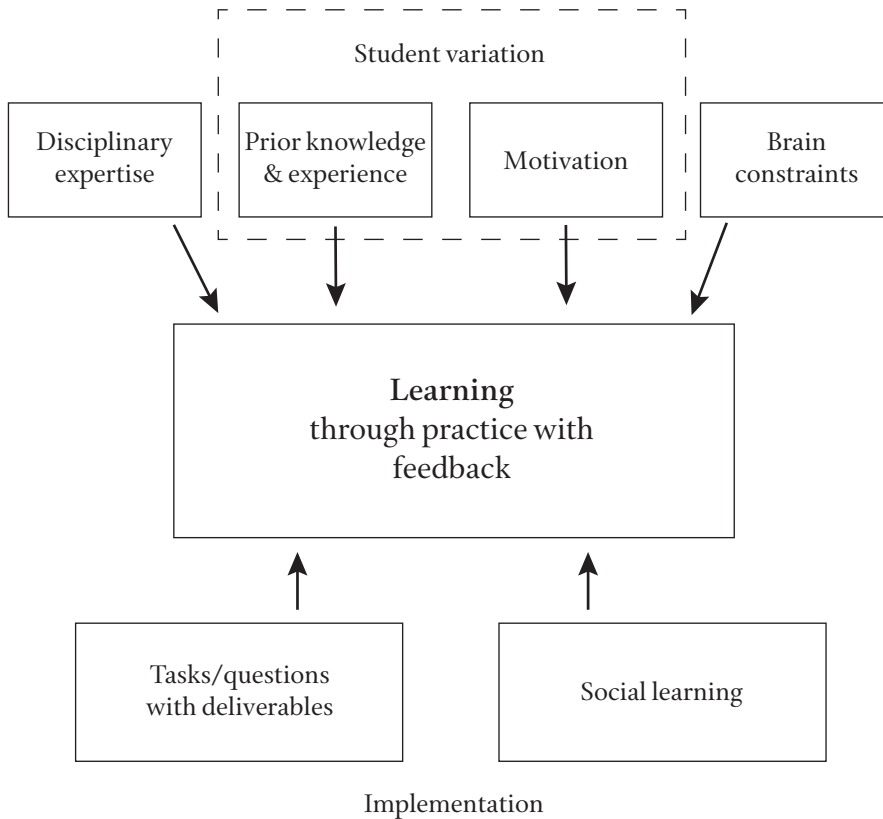 Student variation
Disciplinary
expertise
Prior knowledge
& experience
Motivation
Brain
constraints
Learning
through practice with
feedback
Tasks/questions
with deliverables
Social learning
Implementation